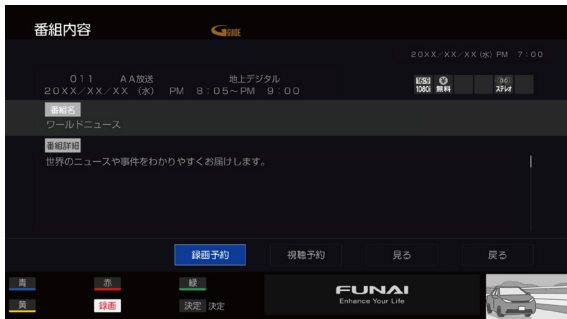 番組内容
G GUIDE
20XX/XX/XX (水) PM 7:00
011 AA放送 地上デジタル
20XX/XX/XX (水) PM 8:05~PM 9:00
1080i 無料 ステレオ
番組名
ワールドニュース
番組詳細
世界のニュースや事件をわかりやすくお届けします。
録画予約 視聴予約 見る 戻る
青 赤 緑
黄 録画 決定 決定
FUNAI
Enhance Your Life